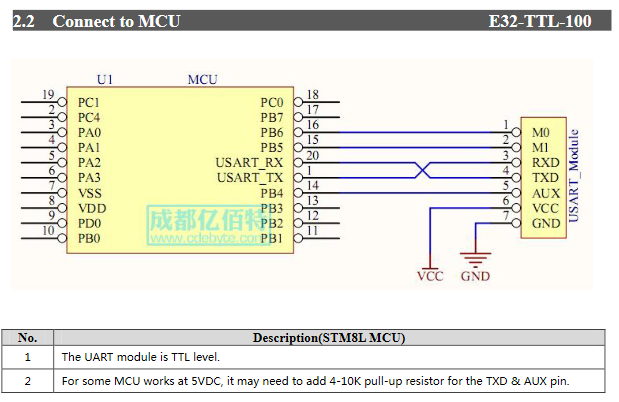 2.2 Connect to MCU E32-TTL-100
U1 MCU
19 PC1 PC0 18
2 PC4 PB7 17
3 PA0 PB6 16 1 M0
4 PA1 PB5 15 2 M1
5 PA2 USART_RX 20 3 RXD
6 PA3 USART_TX 1 4 TXD
7 VSS PB4 14 5 AUX
8 VDD PB3 13 6 VCC
9 PD0 PB2 12 7 GND
10 PB0 PB1 11
USART_Module
成都亿佰特
www.cdebyte.com
VCC GND
No. Description(STM8L MCU)
1 The UART module is TTL level.
2 For some MCU works at 5VDC, it may need to add 4-10K pull-up resistor for the TXD & AUX pin.